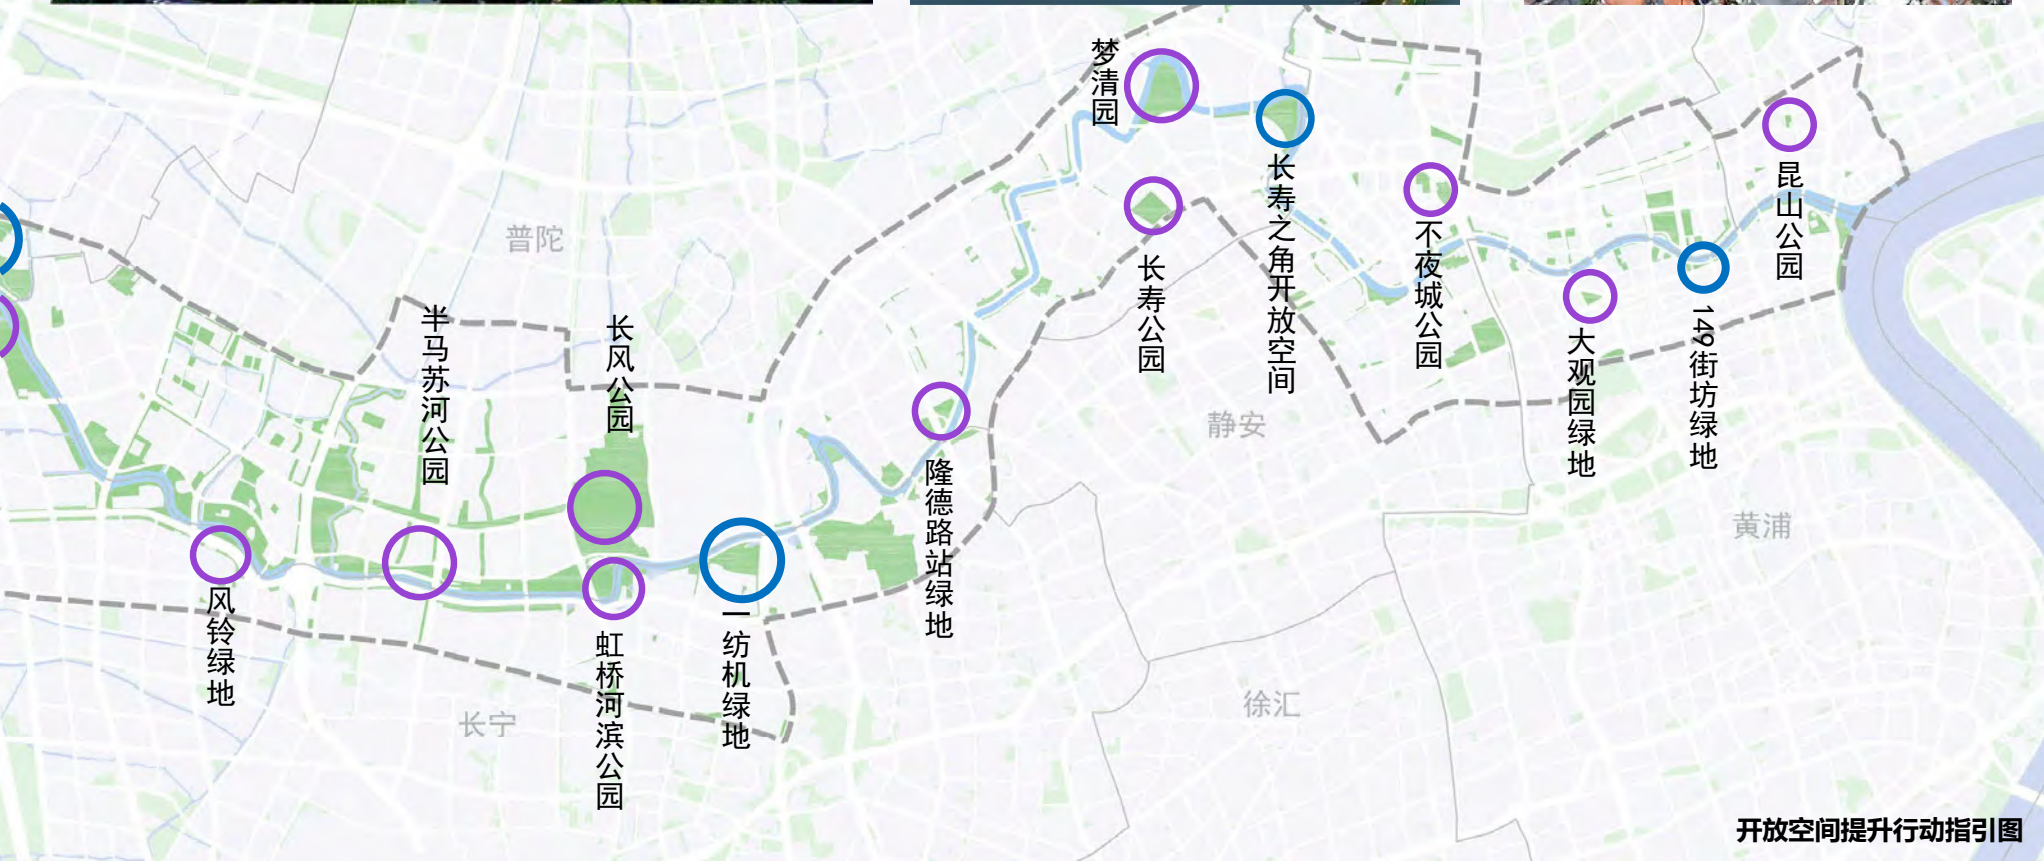 梦清园
长寿之角开放空间
昆山公园
不夜城公园
普陀
长寿公园
半马苏河公园
长风公园
149街坊绿地
大观园绿地
静安
隆德路站绿地
黄浦
风铃绿地
一纺机绿地
虹桥河滨公园
徐汇
长宁
开放空间提升行动指引图